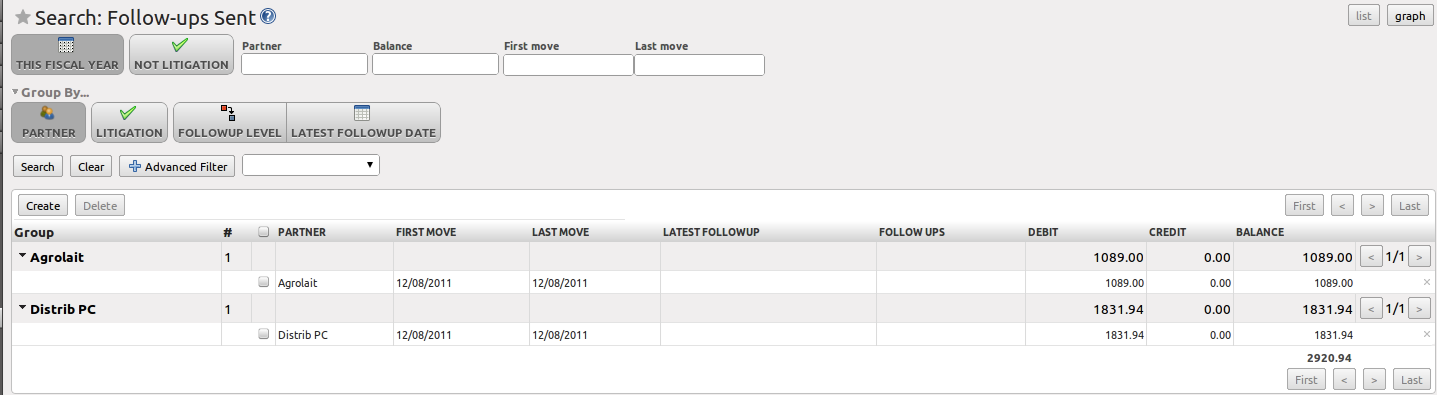 Search: Follow-ups Sent ?
list graph
THIS FISCAL YEAR NOT LITIGATION Partner Balance First move Last move
Group By...
PARTNER LITIGATION FOLLOWUP LEVEL LATEST FOLLOWUP DATE
Search Clear Advanced Filter
Create Delete First < > Last
Group # PARTNER FIRST MOVE LAST MOVE LATEST FOLLOWUP FOLLOW UPS DEBIT CREDIT BALANCE
Agrolait 1 1089.00 0.00 1089.00 < 1/1 >
Agrolait 12/08/2011 12/08/2011 1089.00 0.00 1089.00
Distrib PC 1 1831.94 0.00 1831.94 < 1/1 >
Distrib PC 12/08/2011 12/08/2011 1831.94 0.00 1831.94
2920.94
First < > Last